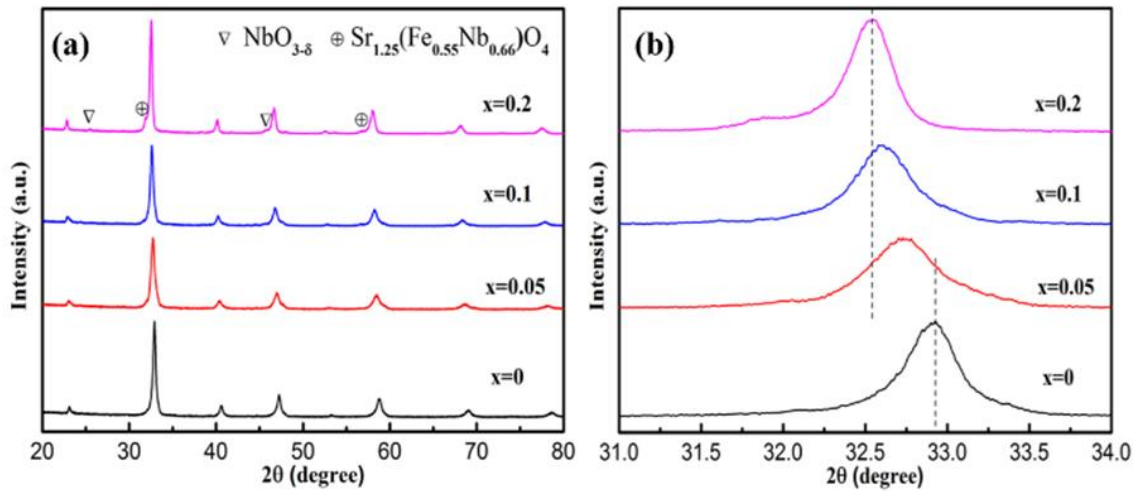 (a) ∇ NbO3-δ ⊕ Sr1.25(Fe0.55Nb0.66)O4
∇
⊕
∇
⊕
x=0.2
x=0.1
x=0.05
x=0
Intensity (a.u.)
20 30 40 50 60 70 80
2θ (degree)
(b)
x=0.2
x=0.1
x=0.05
x=0
Intensity (a.u.)
31.0 31.5 32.0 32.5 33.0 33.5 34.0
2θ (degree)